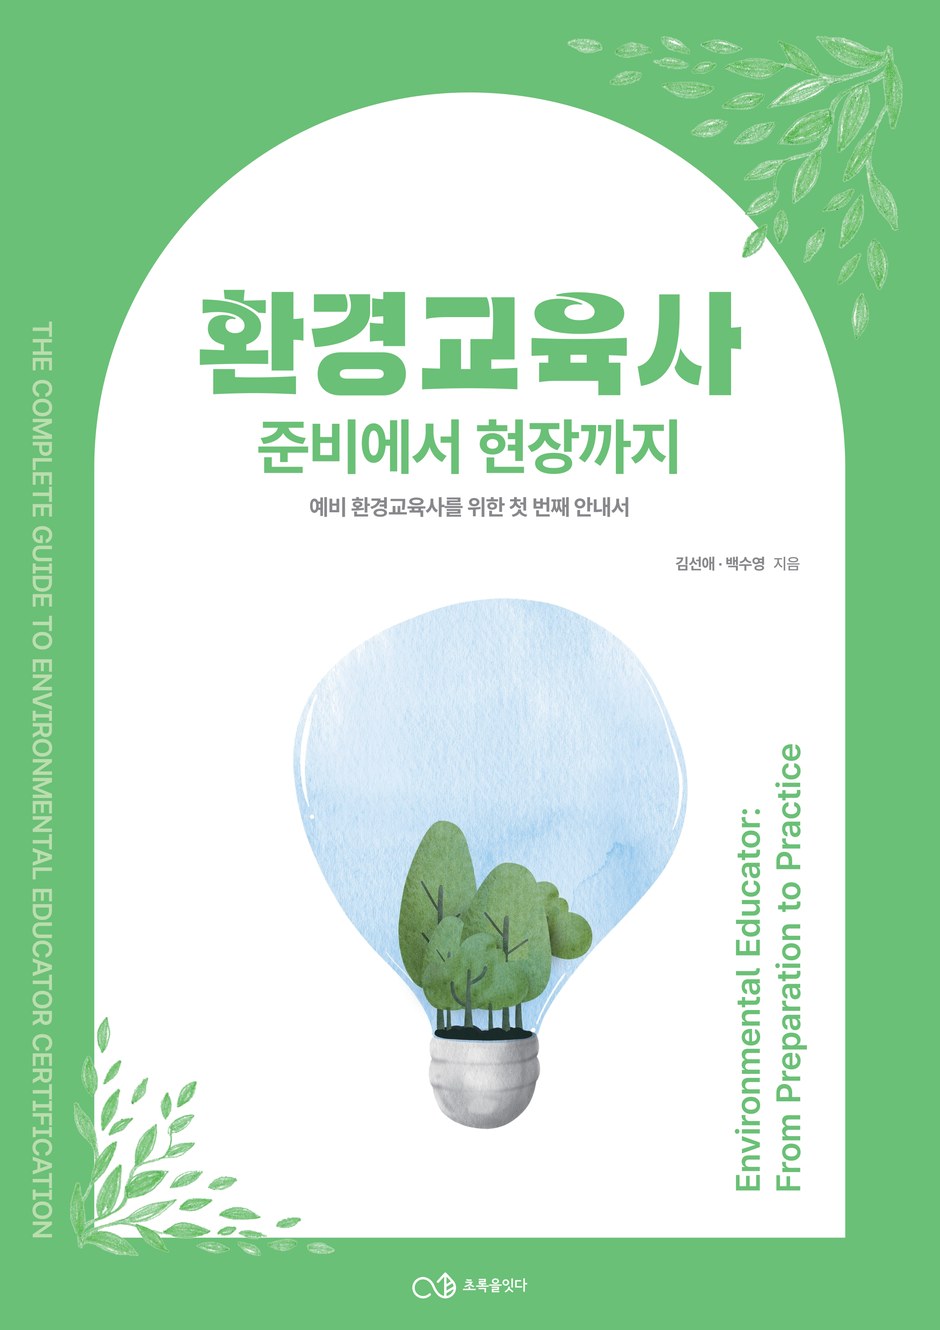 환경교육사
준비에서 현장까지
예비 환경교육사를 위한 첫 번째 안내서
김선애 · 백수영 지음
THE COMPLETE GUIDE TO ENVIRONMENTAL EDUCATOR CERTIFICATION
Environmental Educator:
From Preparation to Practice
초록을잇다